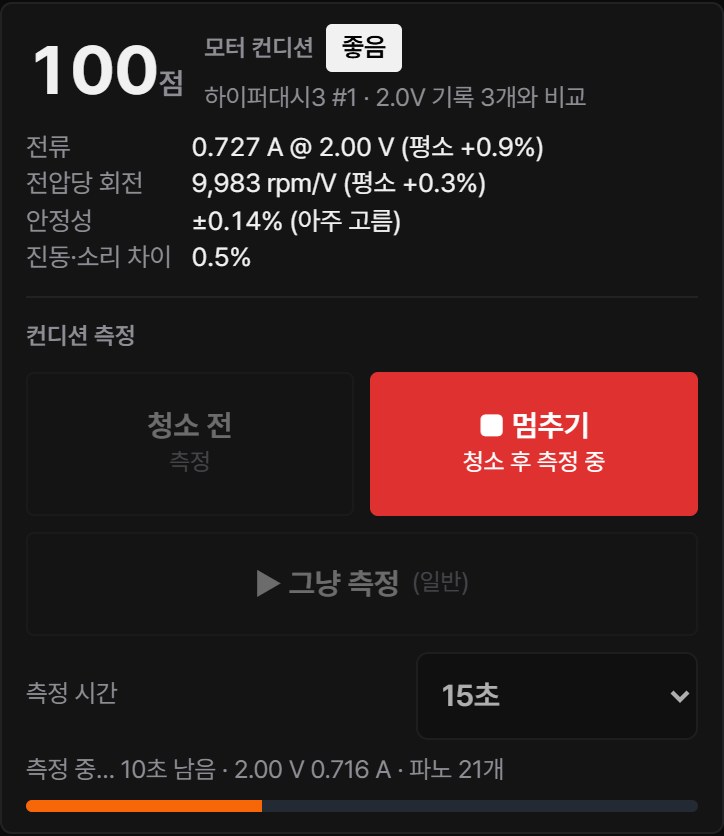 100점
모터 컨디션 좋음
하이퍼대시3 #1 · 2.0V 기록 3개와 비교
전류 0.727 A @ 2.00 V (평소 +0.9%)
전압당 회전 9,983 rpm/V (평소 +0.3%)
안정성 ±0.14% (아주 고름)
진동·소리 차이 0.5%
컨디션 측정
청소 전
측정
■ 멈추기
청소 후 측정 중
▶ 그냥 측정 (일반)
측정 시간 15초
측정 중... 10초 남음 · 2.00 V 0.716 A · 파노 21개